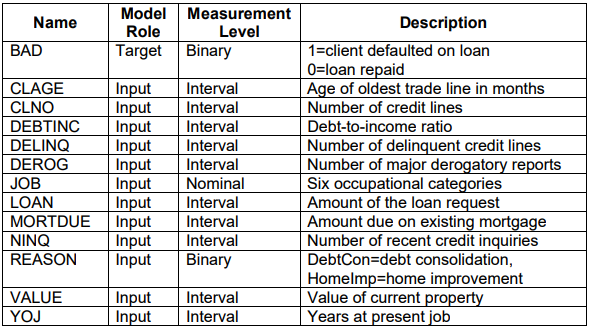 Name Model Role Measurement Level Description
BAD Target Binary 1=client defaulted on loan
0=loan repaid
CLAGE Input Interval Age of oldest trade line in months
CLNO Input Interval Number of credit lines
DEBTINC Input Interval Debt-to-income ratio
DELINQ Input Interval Number of delinquent credit lines
DEROG Input Interval Number of major derogatory reports
JOB Input Nominal Six occupational categories
LOAN Input Interval Amount of the loan request
MORTDUE Input Interval Amount due on existing mortgage
NINQ Input Interval Number of recent credit inquiries
REASON Input Binary DebtCon=debt consolidation,
HomeImp=home improvement
VALUE Input Interval Value of current property
YOJ Input Interval Years at present job